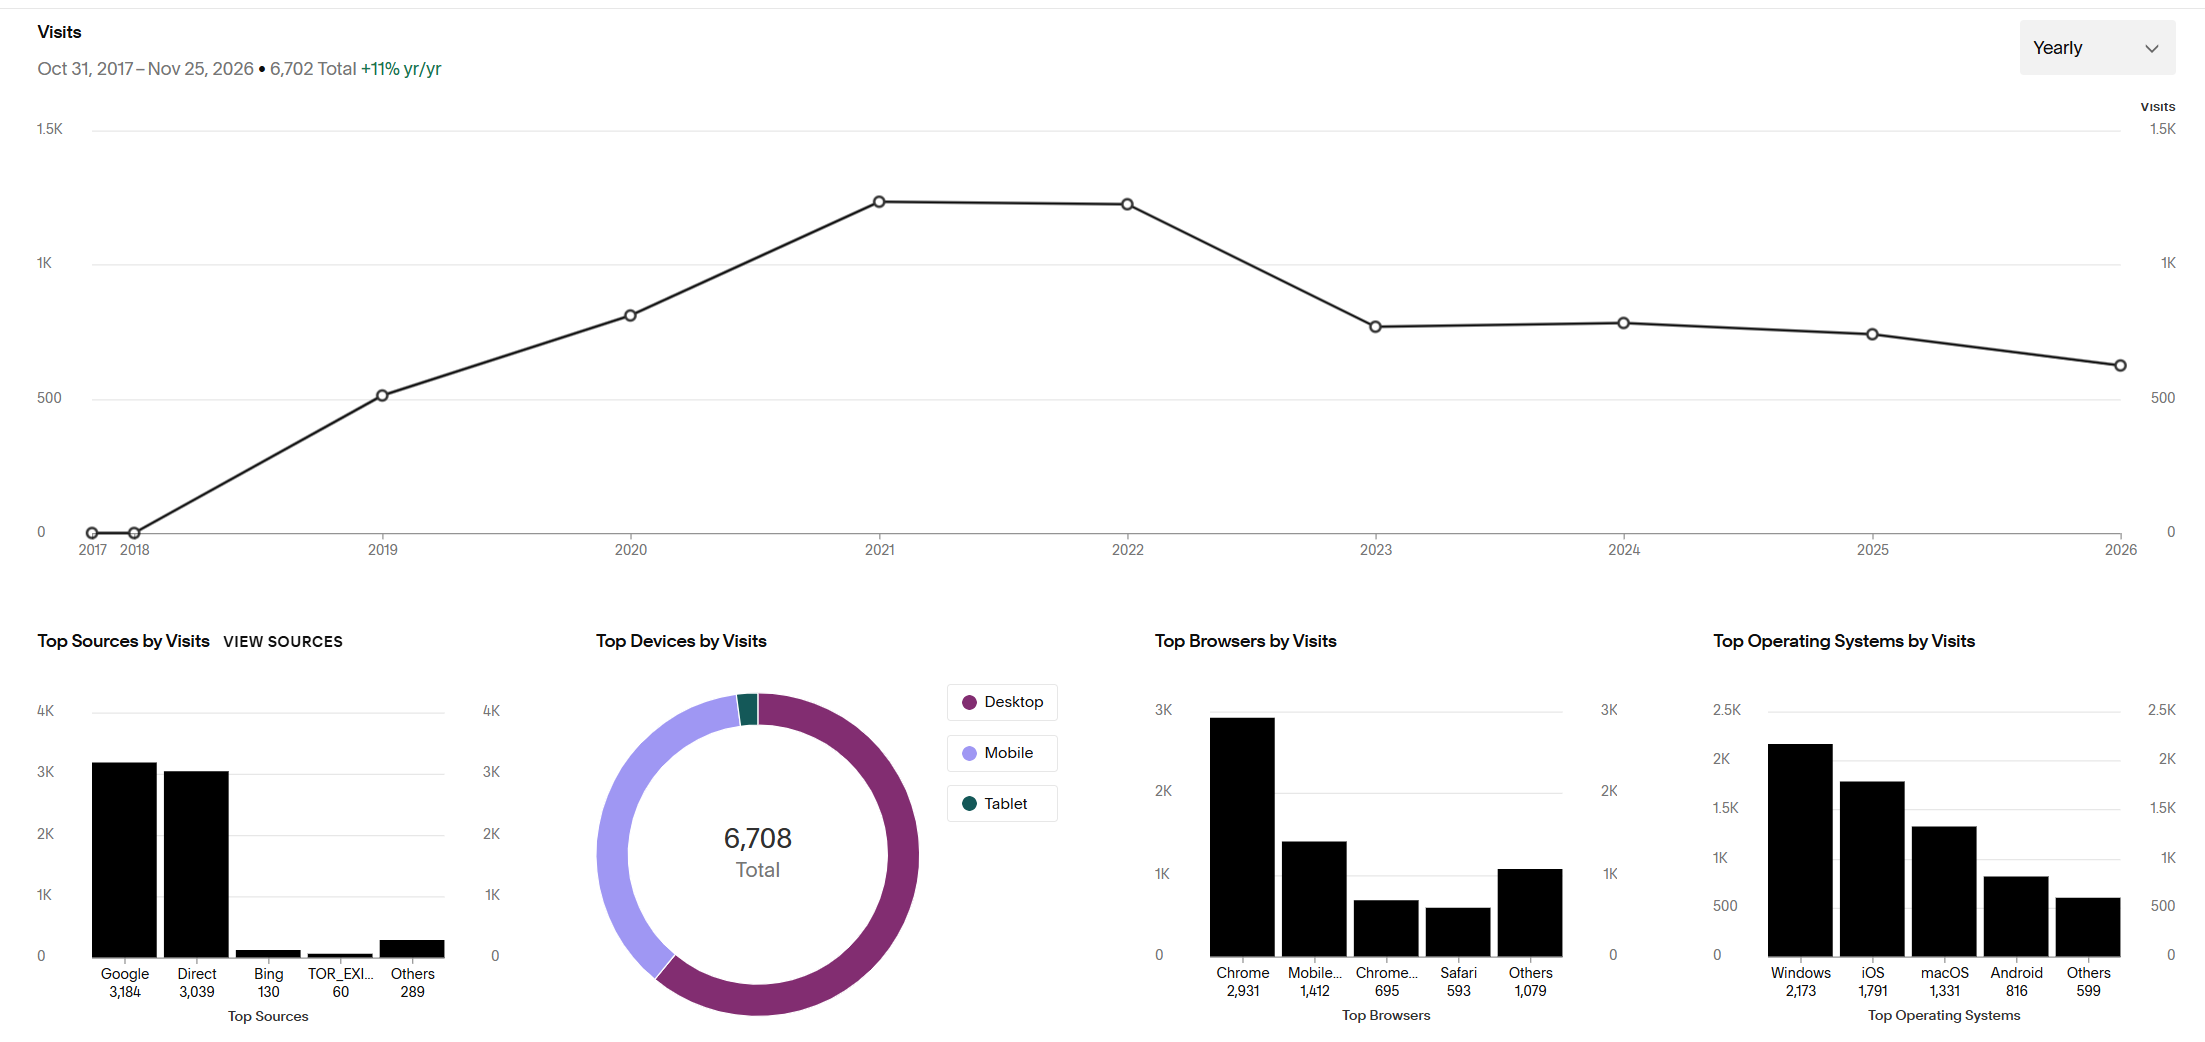 Visits
Oct 31, 2017 – Nov 25, 2026 • 6,702 Total +11% yr/yr
Yearly
Visits
1.5K 1.5K
1K 1K
500 500
0 0
2017 2018 2019 2020 2021 2022 2023 2024 2025 2026
Top Sources by Visits VIEW SOURCES
4K 4K
3K 3K
2K 2K
1K 1K
0 0
Google Direct Bing TOR_EXI... Others
3,184 3,039 130 60 289
Top Sources
Top Devices by Visits
6,708
Total
Desktop
Mobile
Tablet
Top Browsers by Visits
3K 3K
2K 2K
1K 1K
0 0
Chrome Mobile... Chrome... Safari Others
2,931 1,412 695 593 1,079
Top Browsers
Top Operating Systems by Visits
2.5K 2.5K
2K 2K
1.5K 1.5K
1K 1K
500 500
0 0
Windows iOS macOS Android Others
2,173 1,791 1,331 816 599
Top Operating Systems